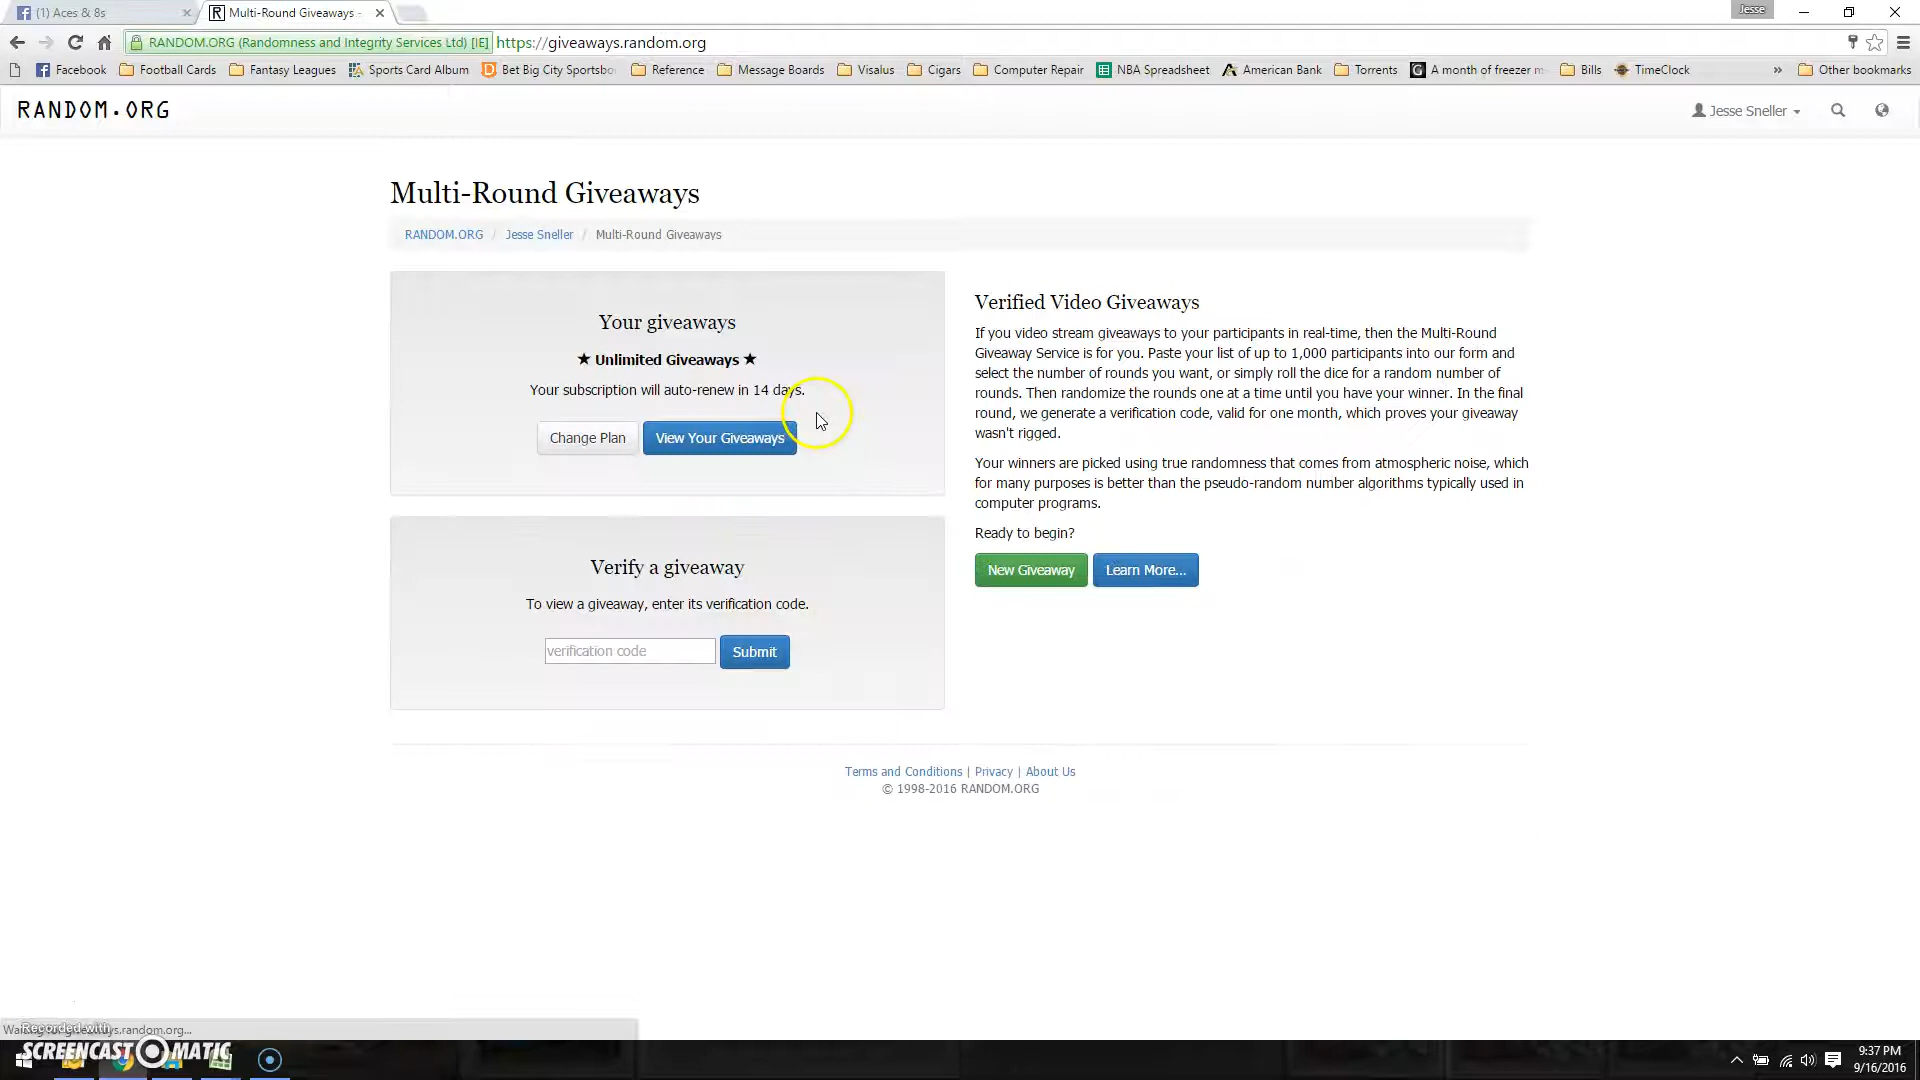 (1) Aces & 8s
Multi-Round Giveaways -
Jesse
RANDOM.ORG (Randomness and Integrity Services Ltd) [IE]
https://giveaways.random.org
Facebook
Football Cards
Fantasy Leagues
Sports Card Album
Bet Big City Sportsbo
Reference
Message Boards
Visalus
Cigars
Computer Repair
NBA Spreadsheet
American Bank
Torrents
A month of freezer m
Bills
TimeClock
»
Other bookmarks
RANDOM.ORG
Jesse Sneller
Multi-Round Giveaways
RANDOM.ORG / Jesse Sneller / Multi-Round Giveaways
Your giveaways
★ Unlimited Giveaways ★
Your subscription will auto-renew in 14 days.
Change Plan
View Your Giveaways
Verify a giveaway
To view a giveaway, enter its verification code.
verification code
Submit
Verified Video Giveaways
If you video stream giveaways to your participants in real-time, then the Multi-Round
Giveaway Service is for you. Paste your list of up to 1,000 participants into our form and
select the number of rounds you want, or simply roll the dice for a random number of
rounds. Then randomize the rounds one at a time until you have your winner. In the final
round, we generate a verification code, valid for one month, which proves your giveaway
wasn't rigged.
Your winners are picked using true randomness that comes from atmospheric noise, which
for many purposes is better than the pseudo-random number algorithms typically used in
computer programs.
Ready to begin?
New Giveaway
Learn More...
Terms and Conditions | Privacy | About Us
© 1998-2016 RANDOM.ORG
Waiting for giveaways.random.org...
Recorded with
SCREENCAST MATIC
9:37 PM
9/16/2016